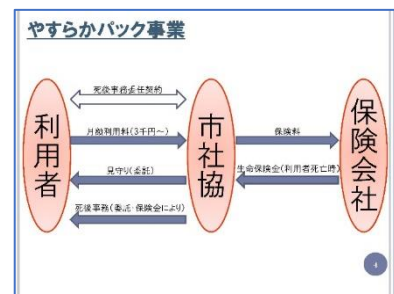 やすらかパック事業
死後事務委任契約
利用者
月額利用料(3千円～)
市社協
保険料
保険会社
見守り(委託)
生命保険金(利用者死亡時)
死後事務(委託・保険会により)
4